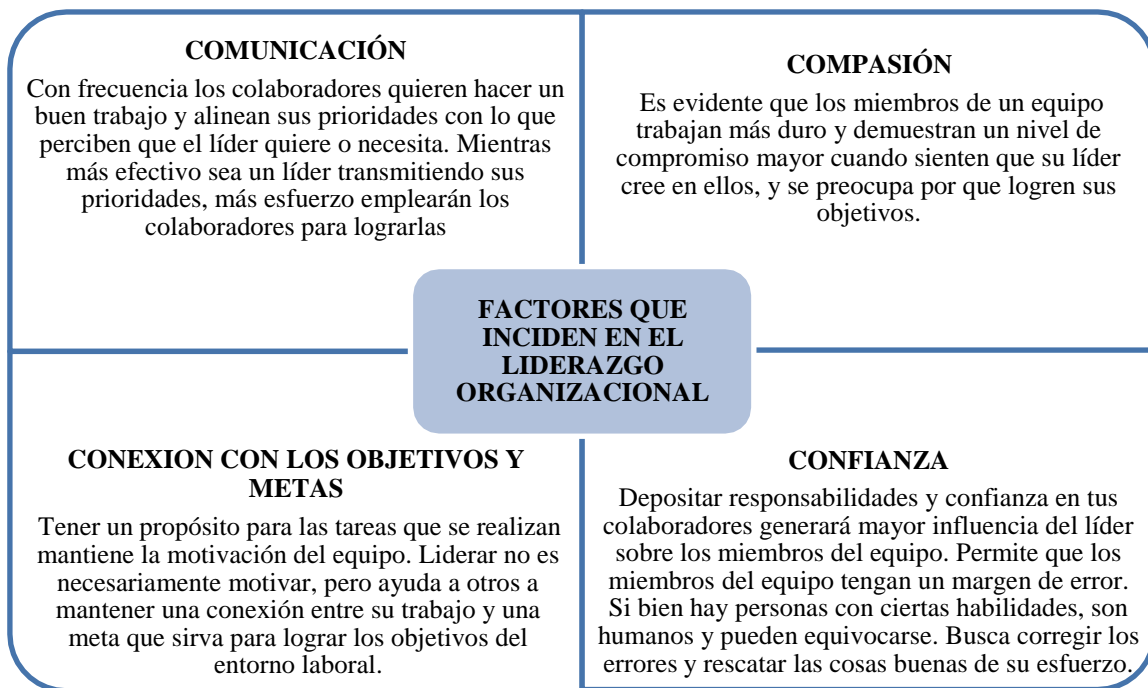 COMUNICACIÓN
Con frecuencia los colaboradores quieren hacer un
buen trabajo y alinean sus prioridades con lo que
perciben que el líder quiere o necesita. Mientras
más efectivo sea un líder transmitiendo sus
prioridades, más esfuerzo emplearán los
colaboradores para lograrlas
COMPASIÓN
Es evidente que los miembros de un equipo
trabajan más duro y demuestran un nivel de
compromiso mayor cuando sienten que su líder
cree en ellos, y se preocupa por que logren sus
objetivos.
FACTORES QUE
INCIDEN EN EL
LIDERAZGO
ORGANIZACIONAL
CONEXION CON LOS OBJETIVOS Y
METAS
Tener un propósito para las tareas que se realizan
mantiene la motivación del equipo. Liderar no es
necesariamente motivar, pero ayuda a otros a
mantener una conexión entre su trabajo y una
meta que sirva para lograr los objetivos del
entorno laboral.
CONFIANZA
Depositar responsabilidades y confianza en tus
colaboradores generará mayor influencia del líder
sobre los miembros del equipo. Permite que los
miembros del equipo tengan un margen de error.
Si bien hay personas con ciertas habilidades, son
humanos y pueden equivocarse. Busca corregir los
errores y rescatar las cosas buenas de su esfuerzo.